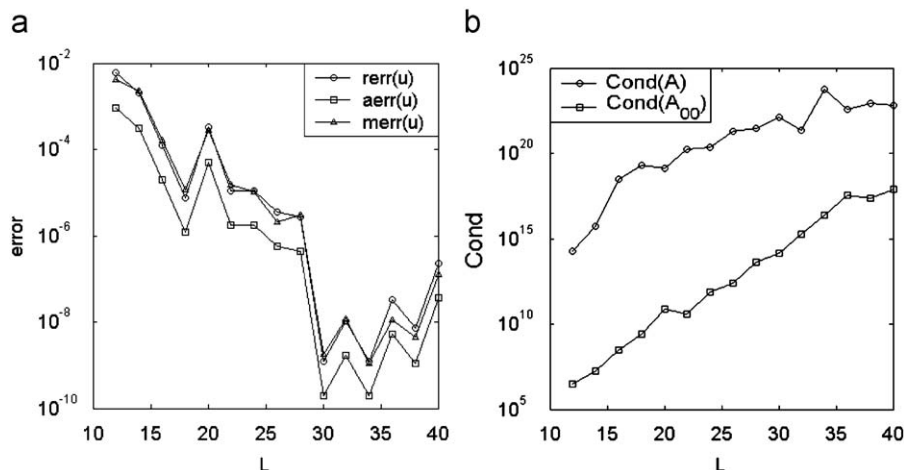 a
10^-2
10^-4
10^-6
10^-8
10^-10
error
rerr(u)
aerr(u)
merr(u)
10 15 20 25 30 35 40
L
b
10^25
10^20
10^15
10^10
10^5
Cond
Cond(A)
Cond(A_00)
10 15 20 25 30 35 40
L